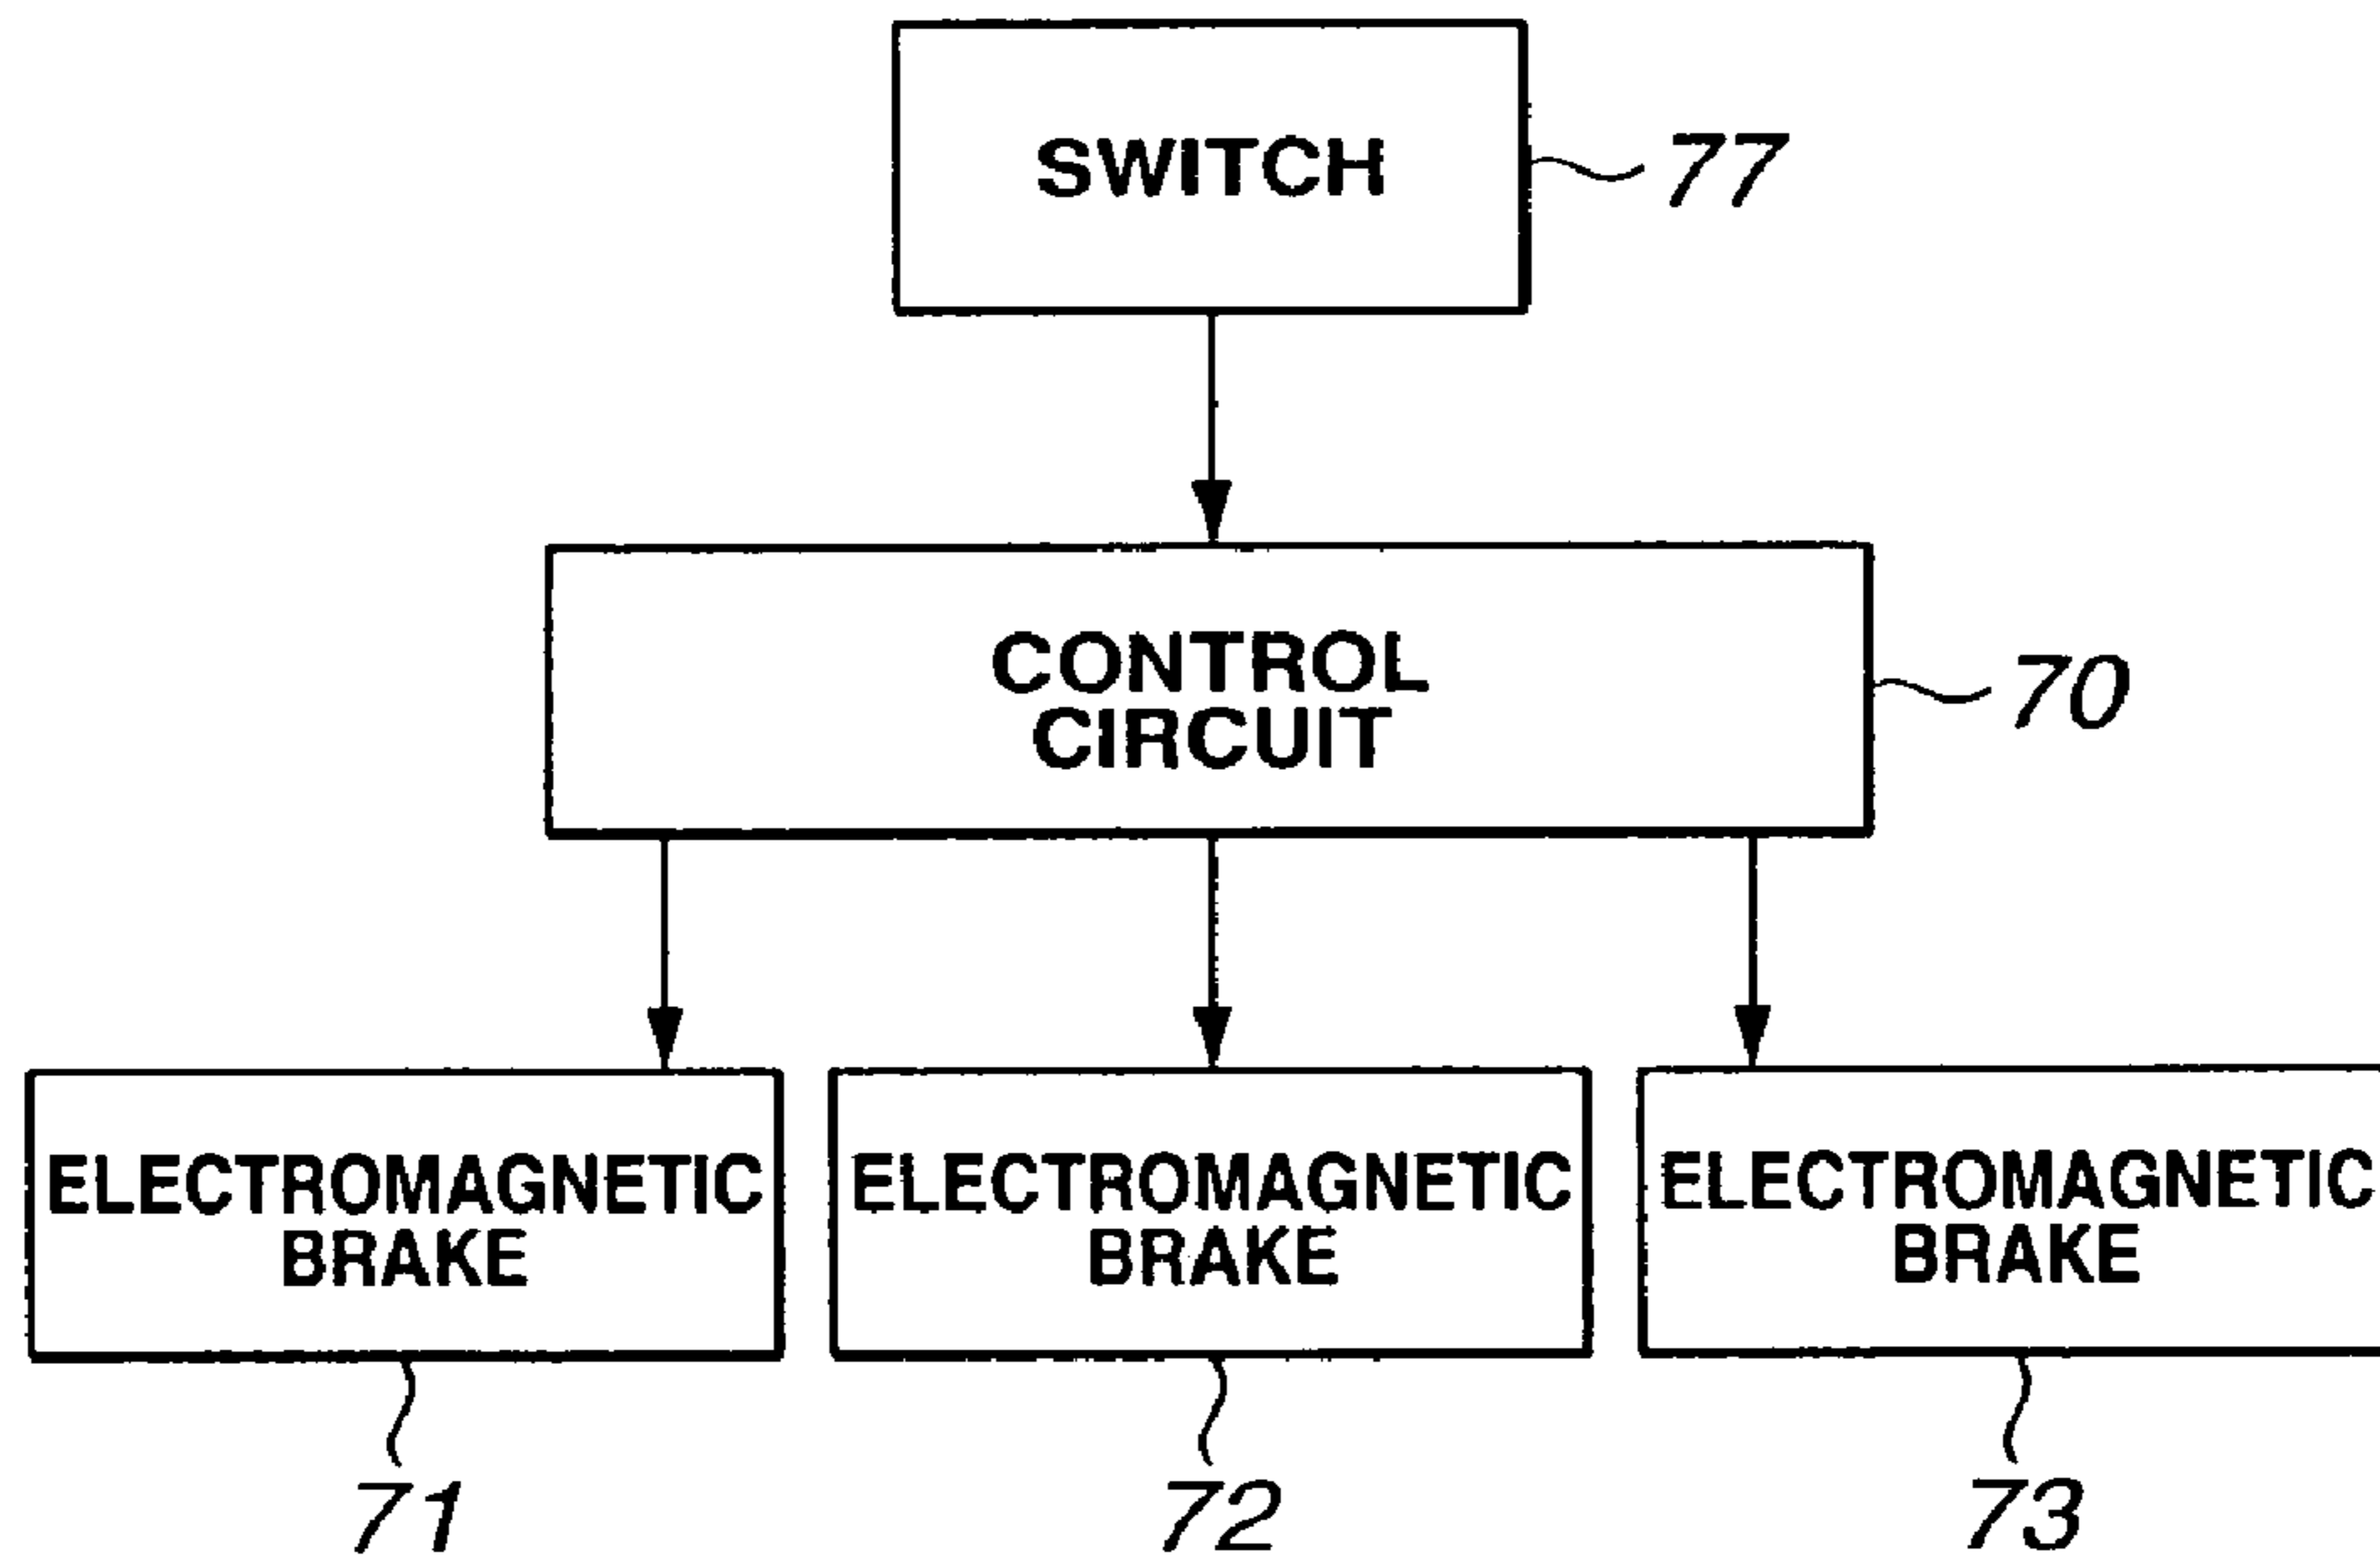 SWITCH
77
CONTROL
CIRCUIT
70
ELECTROMAGNETIC
BRAKE
ELECTROMAGNETIC
BRAKE
ELECTROMAGNETIC
BRAKE
71
72
73